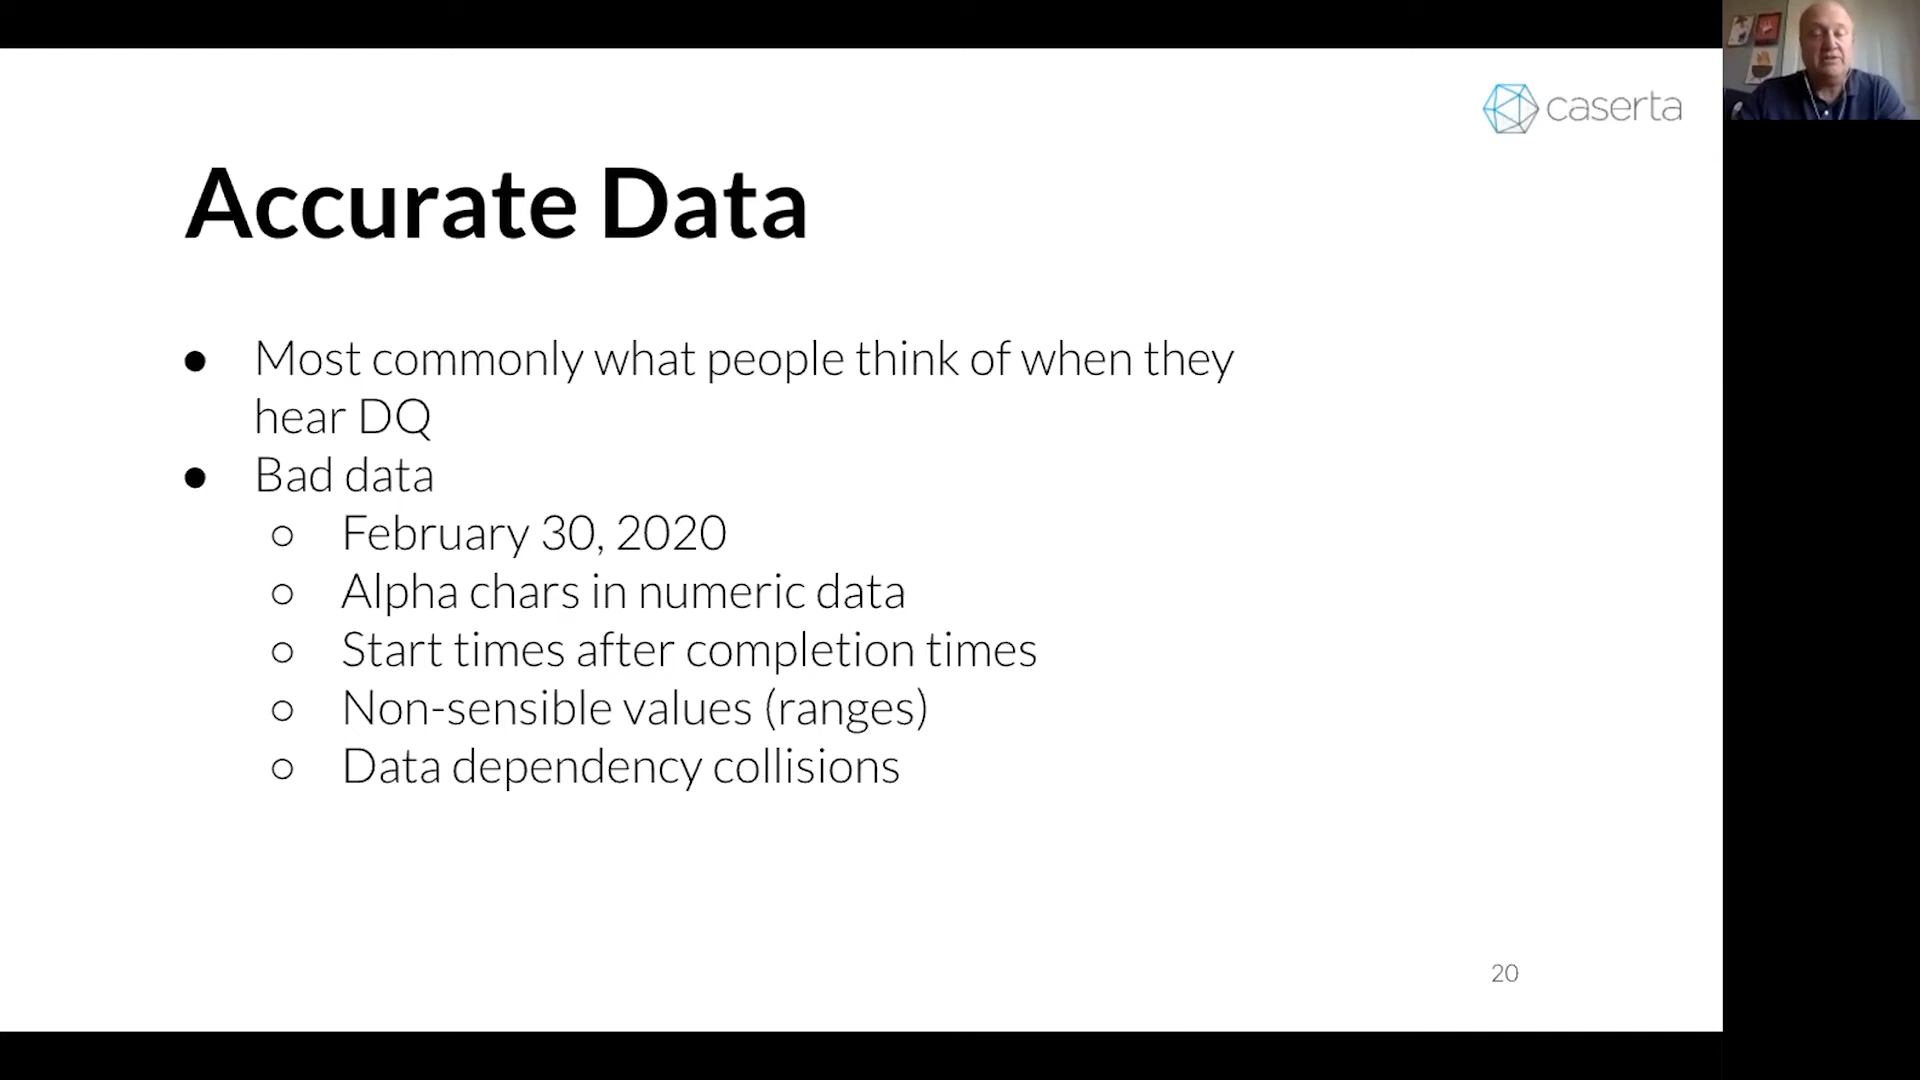 caserta
Accurate Data
● Most commonly what people think of when they
hear DQ
● Bad data
○ February 30, 2020
○ Alpha chars in numeric data
○ Start times after completion times
○ Non-sensible values (ranges)
○ Data dependency collisions
20